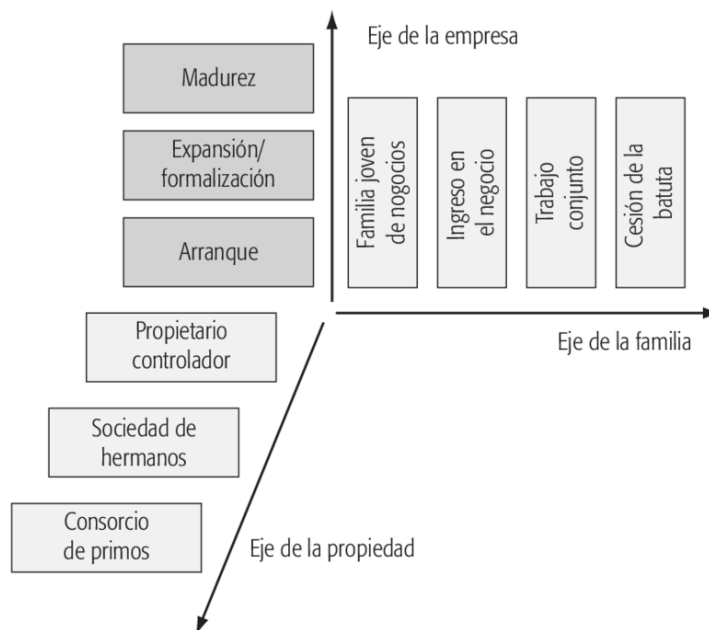 Eje de la empresa
Madurez
Expansión/
formalización
Arranque
Familia joven
de nogocios
Ingreso en
el negocio
Trabajo
conjunto
Cesión de la
batuta
Eje de la familia
Propietario
controlador
Sociedad de
hermanos
Consorcio
de primos
Eje de la propiedad